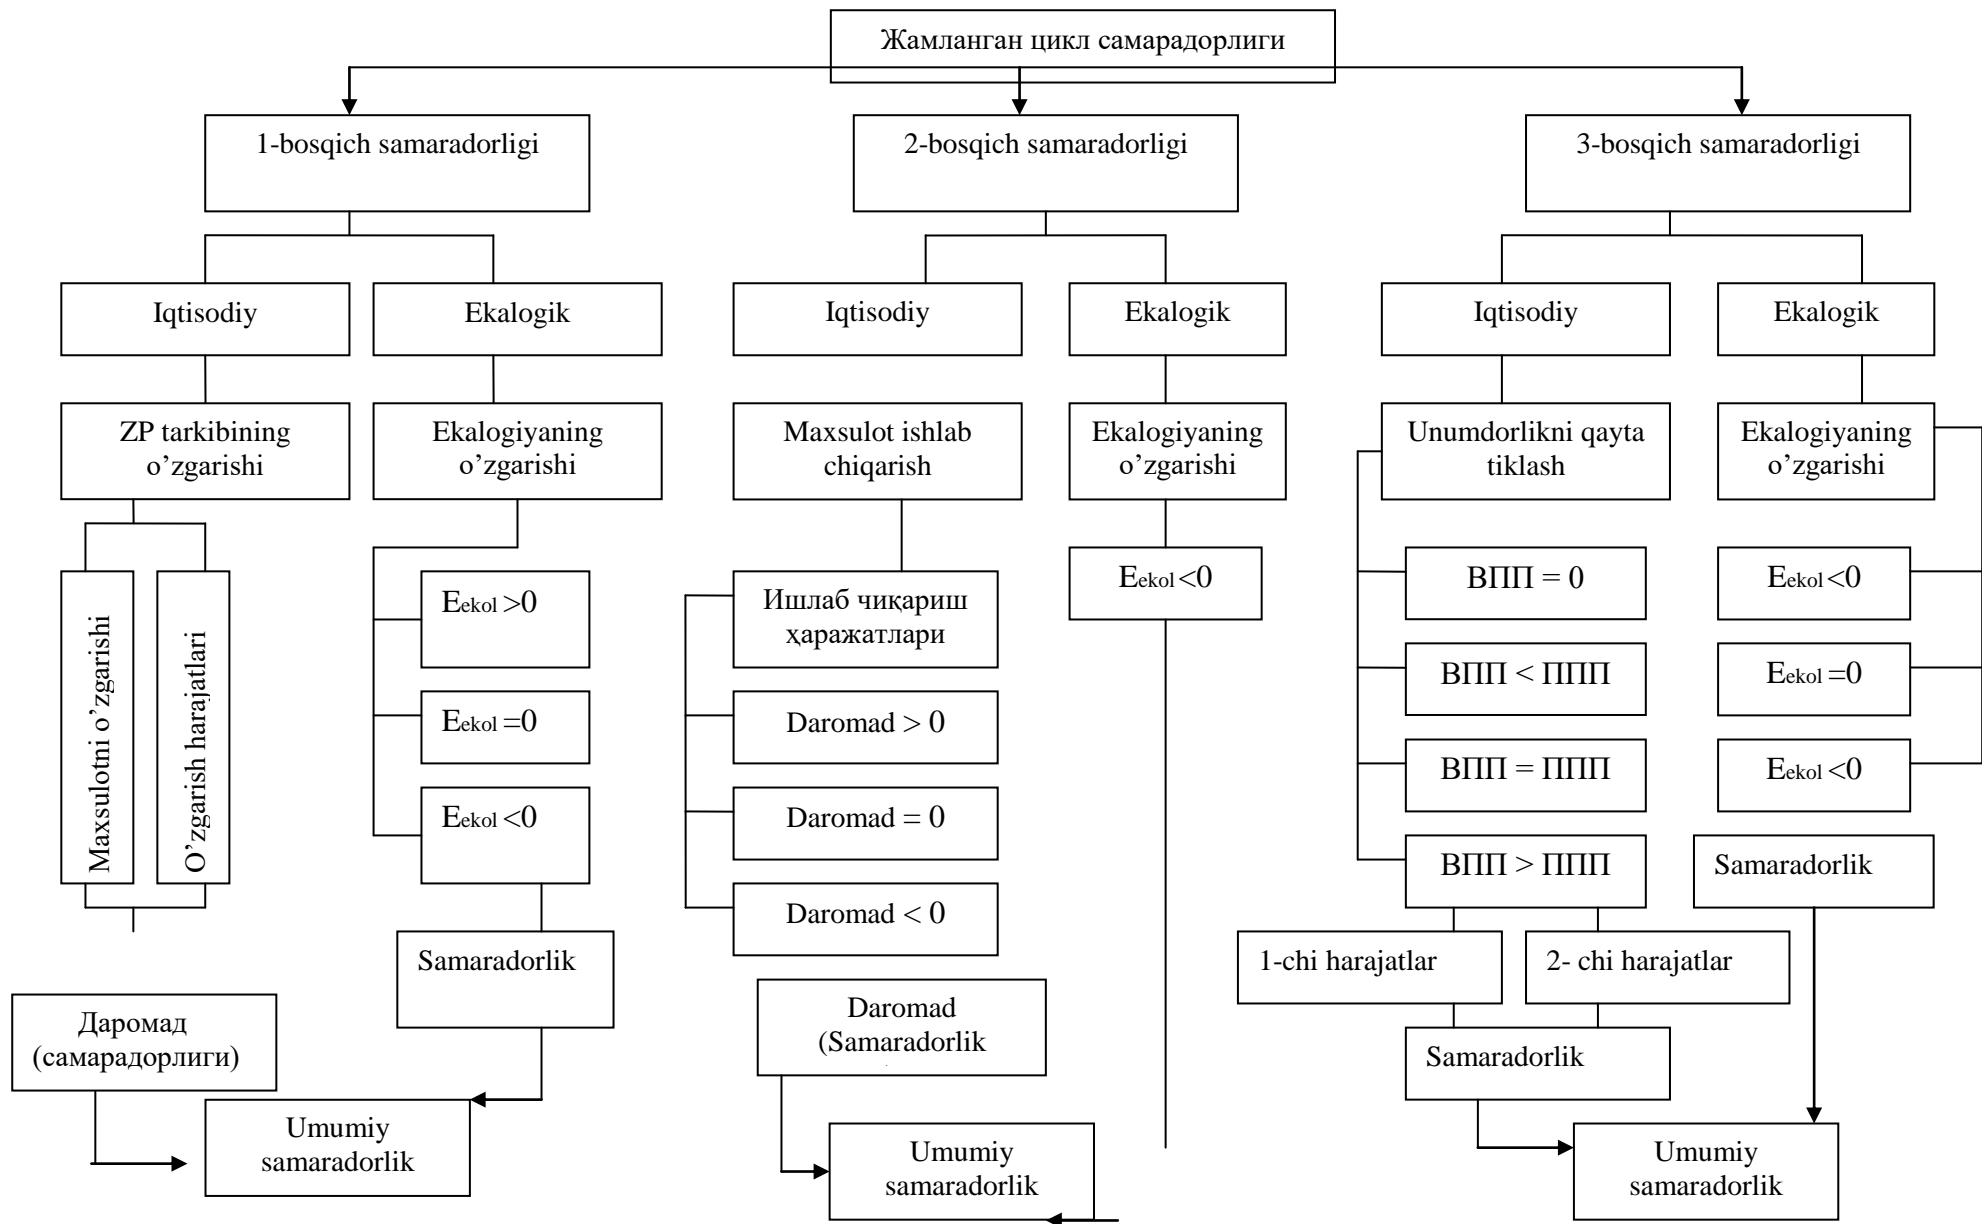 Жамланган цикл самарадорлиги
1-bosqich samaradorligi
2-bosqich samaradorligi
3-bosqich samaradorligi
Iqtisodiy
Ekalogik
Iqtisodiy
Ekalogik
Iqtisodiy
Ekalogik
ZP tarkibining
o’zgarishi
Ekalogiyaning
o’zgarishi
Maxsulot ishlab
chiqarish
Ekalogiyaning
o’zgarishi
Unumdorlikni qayta
tiklash
Ekalogiyaning
o’zgarishi
Maxsulotni o’zgarishi
O’zgarish harajatlari
Eekol >0
Eekol =0
Eekol <0
Ишлаб чиқариш
ҳаражатлари
Daromad > 0
Daromad = 0
Daromad < 0
Eekol <0
ВПП = 0
ВПП < ППП
ВПП = ППП
ВПП > ППП
Eekol <0
Eekol =0
Eekol <0
Samaradorlik
Samaradorlik
1-chi harajatlar
2- chi harajatlar
Даромад
(самарадорлиги)
Daromad
(Samaradorlik
Samaradorlik
Umumiy
samaradorlik
Umumiy
samaradorlik
Umumiy
samaradorlik